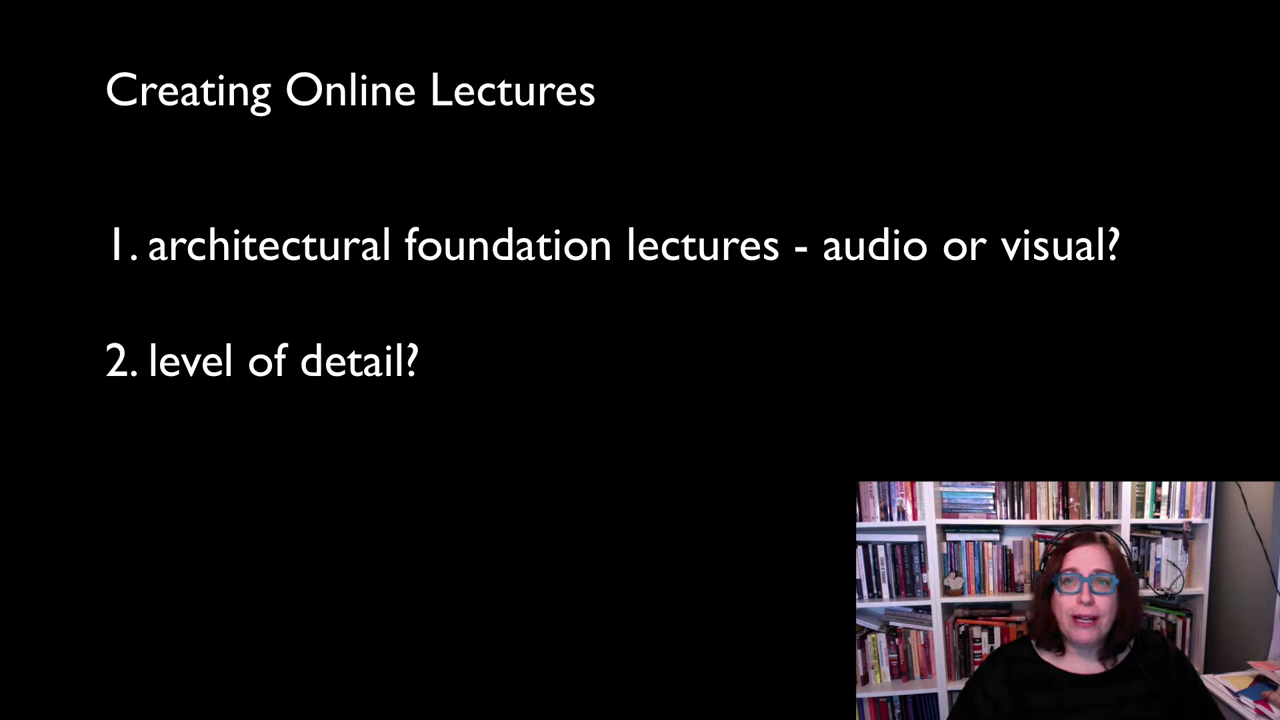 Creating Online Lectures
1. architectural foundation lectures - audio or visual?
2. level of detail?